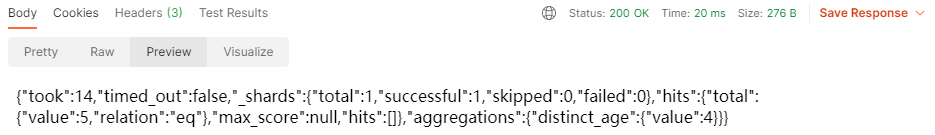 Body Cookies Headers (3) Test Results Status: 200 OK Time: 20 ms Size: 276 B Save Response
Pretty Raw Preview Visualize
{"took":14,"timed_out":false,"_shards":{"total":1,"successful":1,"skipped":0,"failed":0},"hits":{"total":
{"value":5,"relation":"eq"},"max_score":null,"hits":[]},"aggregations":{"distinct_age":{"value":4}}}